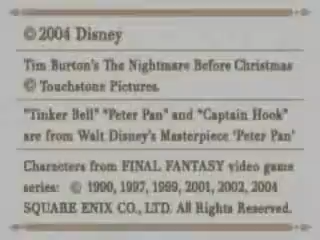 © 2004 Disney
Tim Burton's The Nightmare Before Christmas
© Touchstone Pictures.
"Tinker Bell" "Peter Pan" and "Captain Hook"
are from Walt Disney's Masterpiece 'Peter Pan'
Characters from FINAL FANTASY video game
series: © 1990, 1997, 1999, 2001, 2002, 2004
SQUARE ENIX CO., LTD. All Rights Reserved.